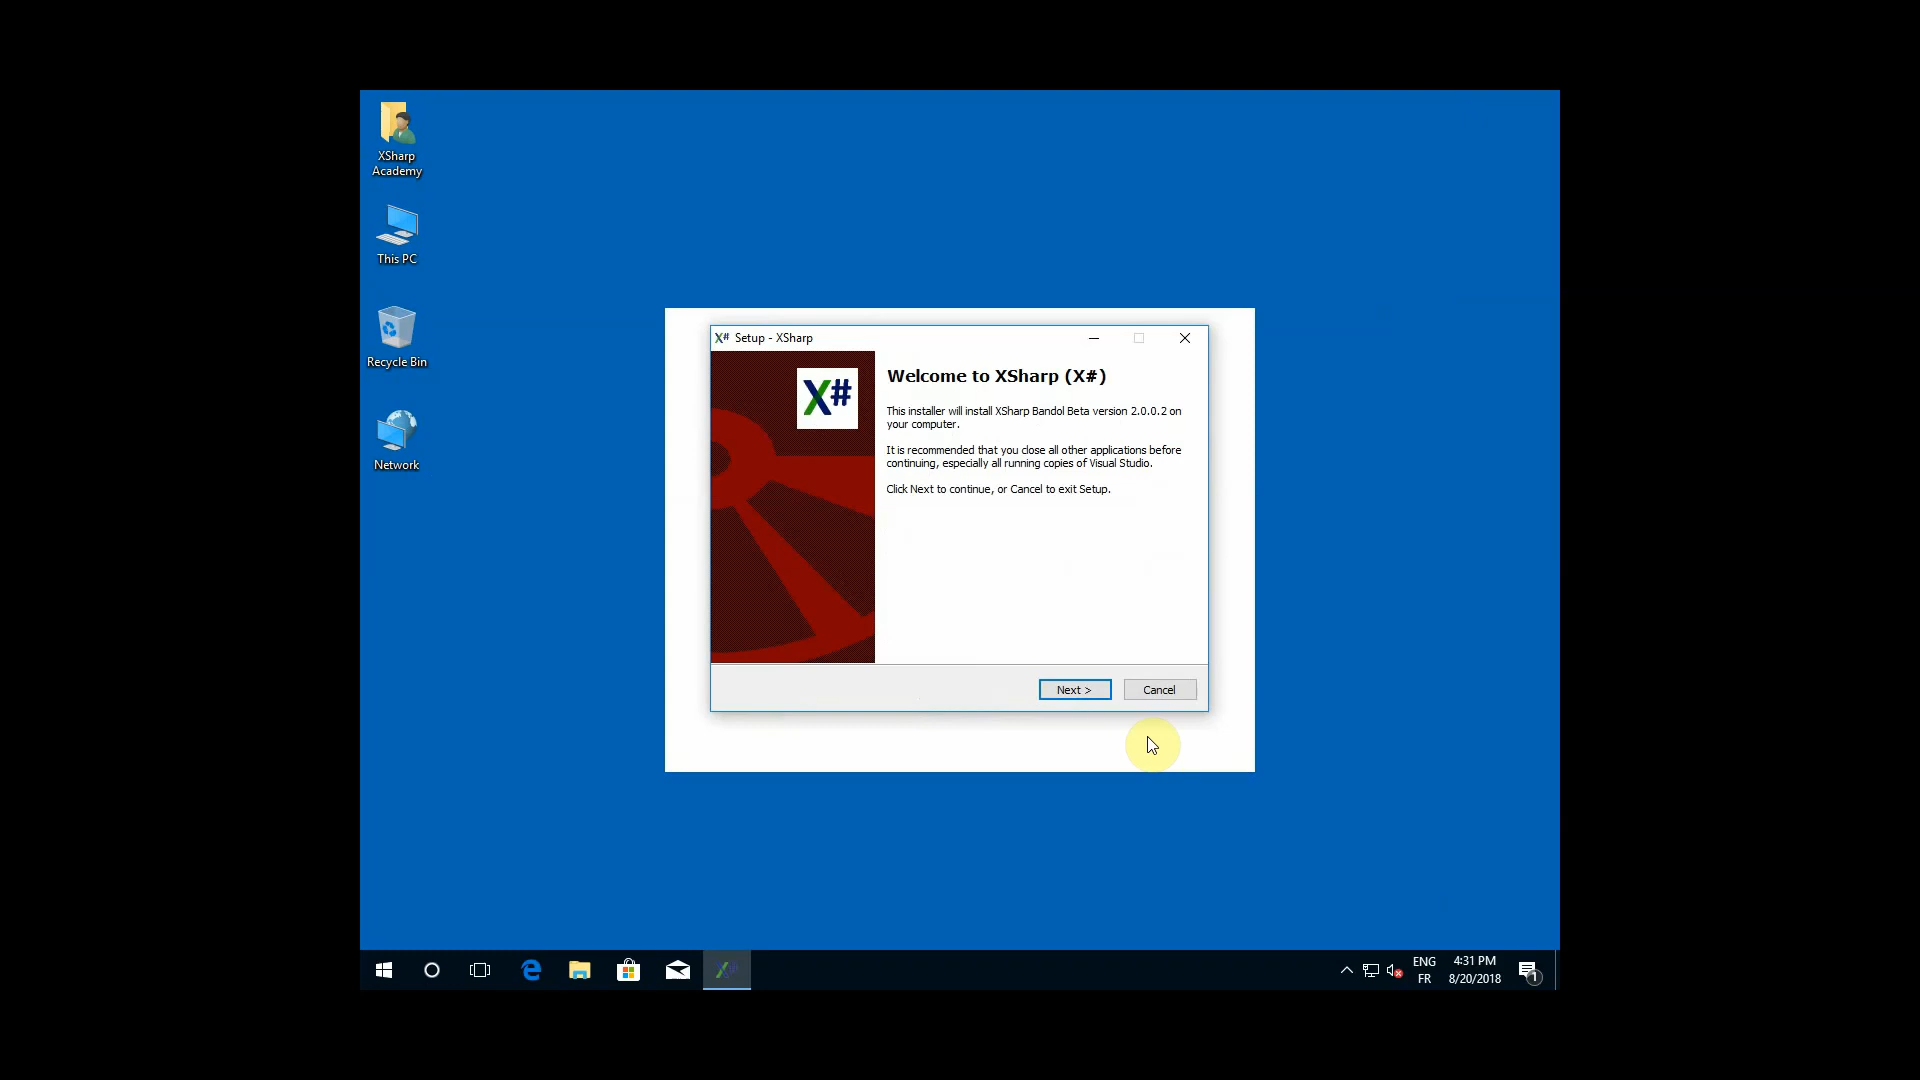 XSharp
Academy
This PC
Recycle Bin
Network
X# Setup - XSharp
X#
Welcome to XSharp (X#)
This installer will install XSharp Bandol Beta version 2.0.0.2 on
your computer.
It is recommended that you close all other applications before
continuing, especially all running copies of Visual Studio.
Click Next to continue, or Cancel to exit Setup.
Next >
Cancel
X#
ENG
FR
4:31 PM
8/20/2018
1